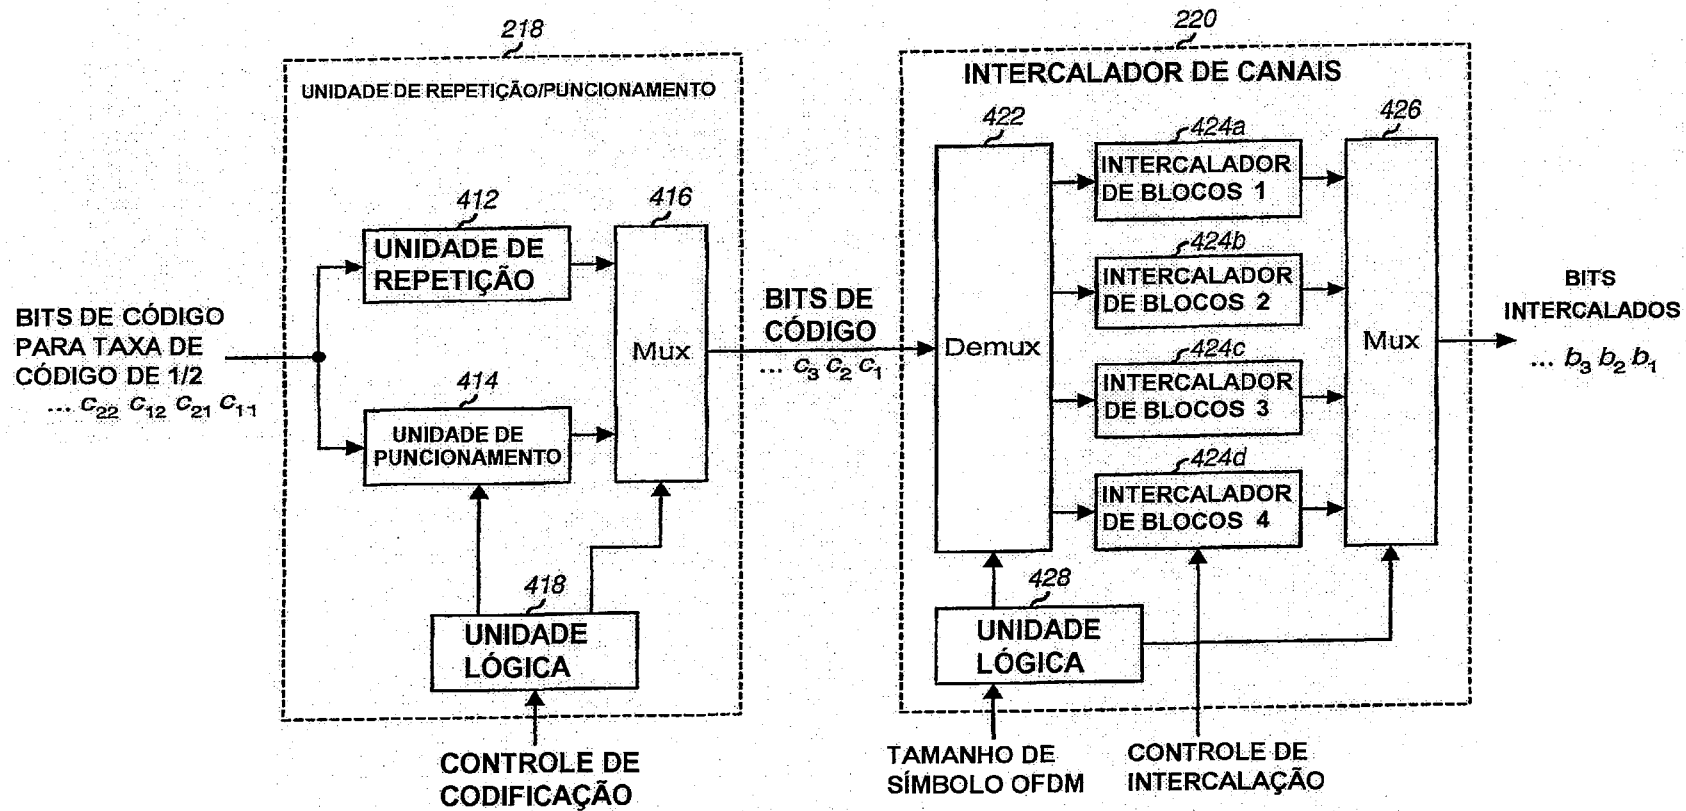 218
UNIDADE DE REPETIÇÃO/PUNCIONAMENTO
412
UNIDADE DE
REPETIÇÃO
416
Mux
BITS DE CÓDIGO
PARA TAXA DE
CÓDIGO DE 1/2
... c22 c12 c21 c11
414
UNIDADE DE
PUNCIONAMENTO
418
UNIDADE
LÓGICA
CONTROLE DE
CODIFICAÇÃO
BITS DE
CÓDIGO
... c3 c2 c1
220
INTERCALADOR DE CANAIS
422
Demux
424a
INTERCALADOR
DE BLOCOS 1
424b
INTERCALADOR
DE BLOCOS 2
424c
INTERCALADOR
DE BLOCOS 3
424d
INTERCALADOR
DE BLOCOS 4
426
Mux
428
UNIDADE
LÓGICA
TAMANHO DE
SÍMBOLO OFDM
CONTROLE DE
INTERCALAÇÃO
BITS
INTERCALADOS
... b3 b2 b1